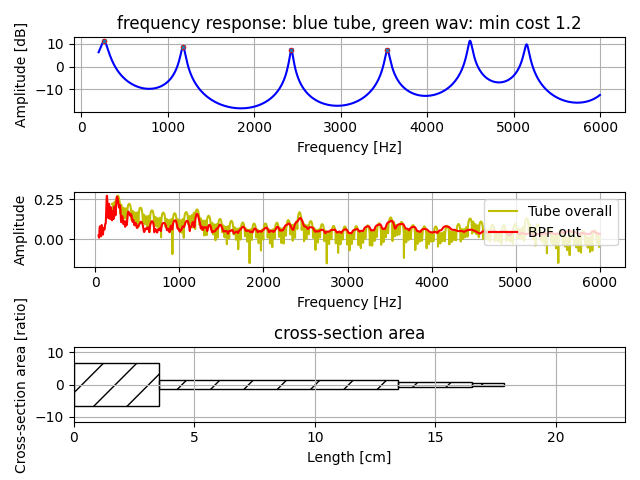 frequency response: blue tube, green wav: min cost 1.2
Amplitude [dB]
10
0
−10
0 1000 2000 3000 4000 5000 6000
Frequency [Hz]
Amplitude
0.25
0.00
Tube overall
BPF out
0 1000 2000 3000 4000 5000 6000
Frequency [Hz]
cross-section area
Cross-section area [ratio]
10
0
−10
0 5 10 15 20
Length [cm]